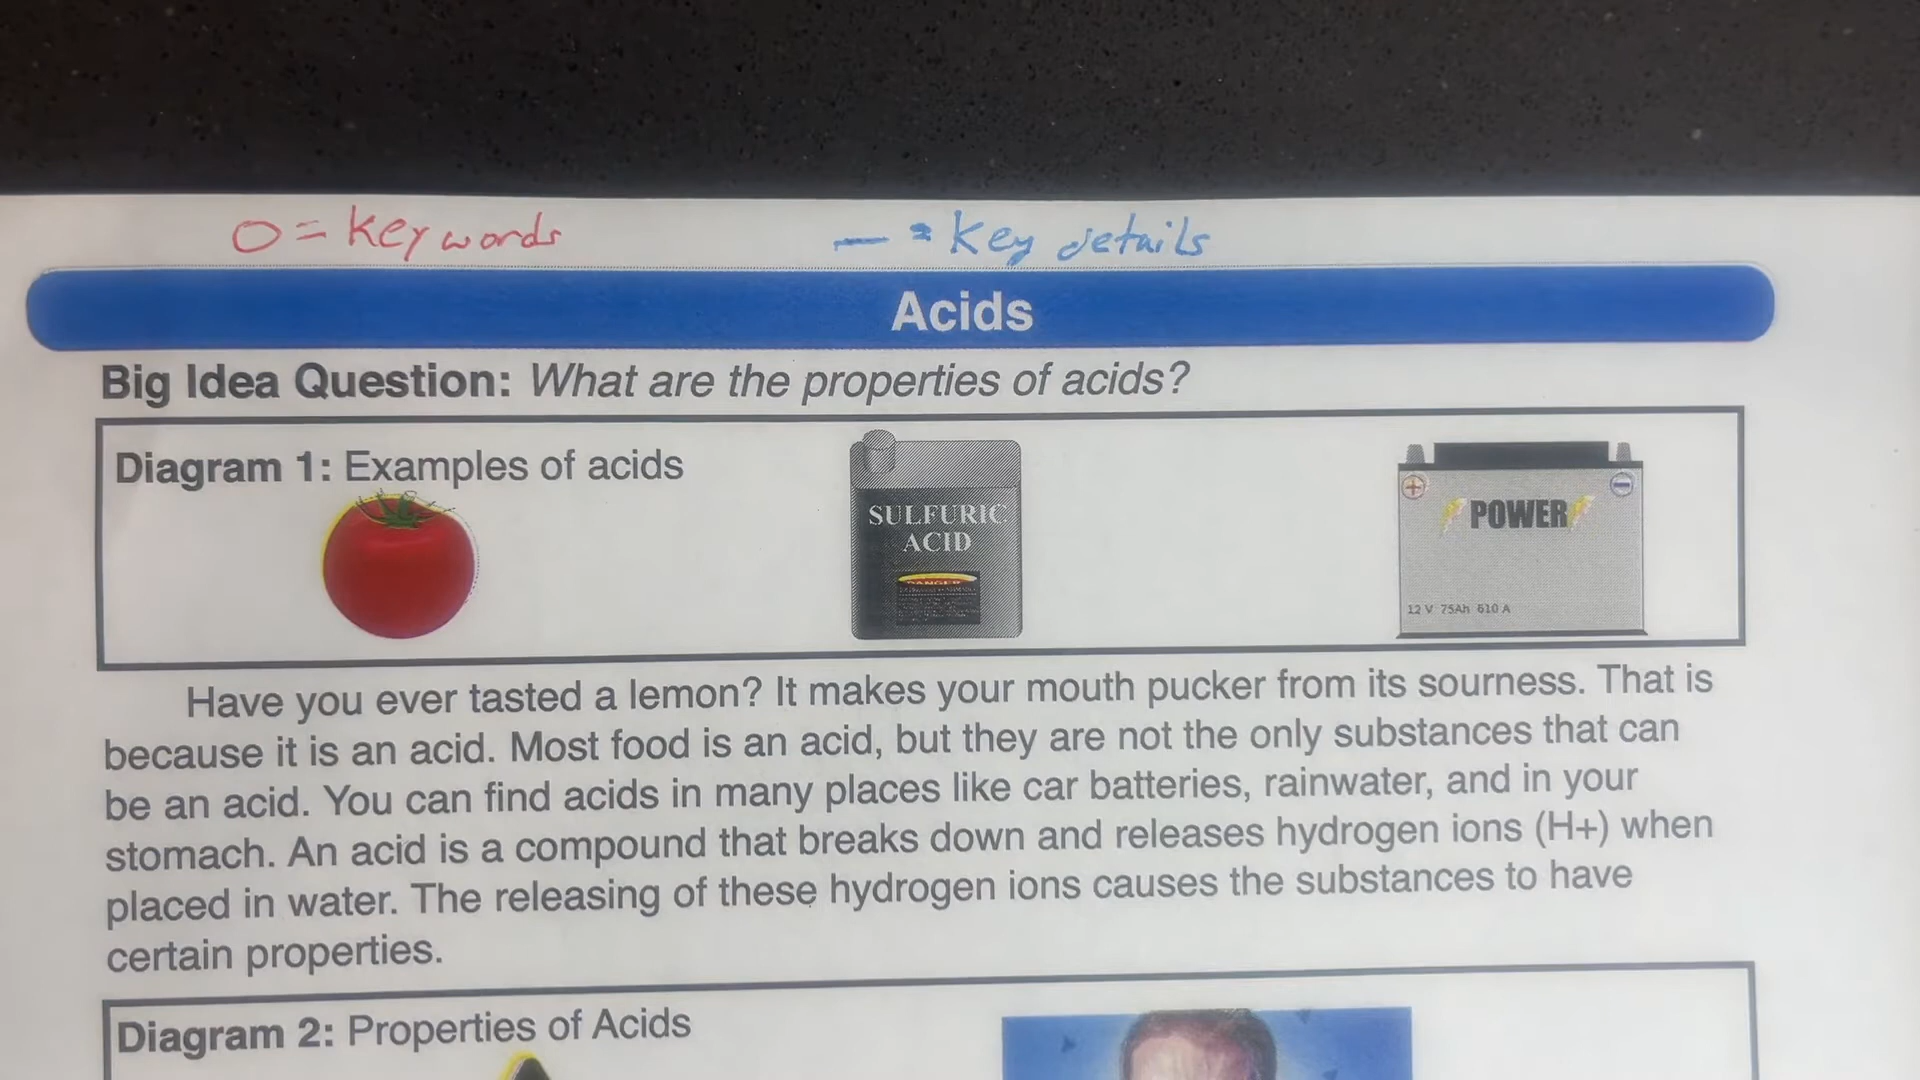 O = Key words
— = Key details
Acids
Big Idea Question: What are the properties of acids?
Diagram 1: Examples of acids
SULFURIC
ACID
DANGER
POWER
12 V 75Ah 610 A
Have you ever tasted a lemon? It makes your mouth pucker from its sourness. That is
because it is an acid. Most food is an acid, but they are not the only substances that can
be an acid. You can find acids in many places like car batteries, rainwater, and in your
stomach. An acid is a compound that breaks down and releases hydrogen ions (H+) when
placed in water. The releasing of these hydrogen ions causes the substances to have
certain properties.
Diagram 2: Properties of Acids